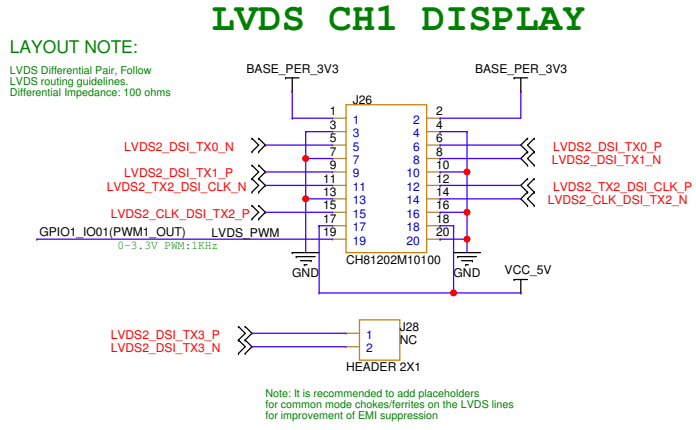 LVDS CH1 DISPLAY
LAYOUT NOTE:
LVDS Differential Pair, Follow
LVDS routing guidelines.
Differential Impedance: 100 ohms
BASE_PER_3V3
BASE_PER_3V3
J26
1 1 2 2
3 3 4 4
LVDS2_DSI_TX0_N 5 5 6 6 LVDS2_DSI_TX0_P
7 7 8 8 LVDS2_DSI_TX1_N
LVDS2_DSI_TX1_P 9 9 10 10
LVDS2_TX2_DSI_CLK_N 11 11 12 12 LVDS2_TX2_DSI_CLK_P
13 13 14 14 LVDS2_CLK_DSI_TX2_N
LVDS2_CLK_DSI_TX2_P 15 15 16 16
17 17 18 18
GPIO1_IO01(PWM1_OUT) LVDS_PWM 19 19 20 20
0-3.3V PWM:1KHz
CH81202M10100
GND
GND
VCC_5V
J28
NC
LVDS2_DSI_TX3_P 1
LVDS2_DSI_TX3_N 2
HEADER 2X1
Note: It is recommended to add placeholders
for common mode chokes/ferrites on the LVDS lines
for improvement of EMI suppression